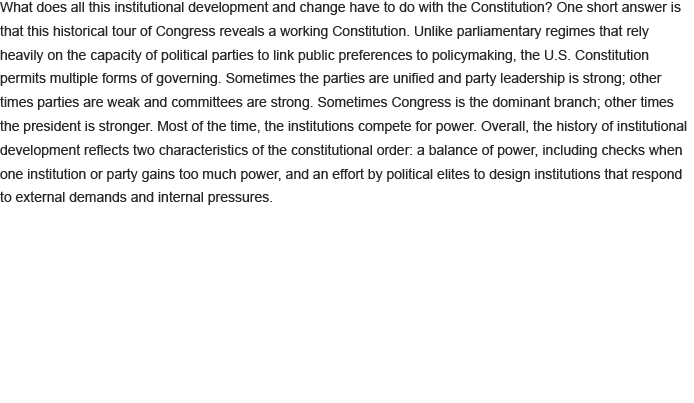 What does all this institutional development and change have to do with the Constitution? One short answer is
that this historical tour of Congress reveals a working Constitution. Unlike parliamentary regimes that rely
heavily on the capacity of political parties to link public preferences to policymaking, the U.S. Constitution
permits multiple forms of governing. Sometimes the parties are unified and party leadership is strong; other
times parties are weak and committees are strong. Sometimes Congress is the dominant branch; other times
the president is stronger. Most of the time, the institutions compete for power. Overall, the history of institutional
development reflects two characteristics of the constitutional order: a balance of power, including checks when
one institution or party gains too much power, and an effort by political elites to design institutions that respond
to external demands and internal pressures.